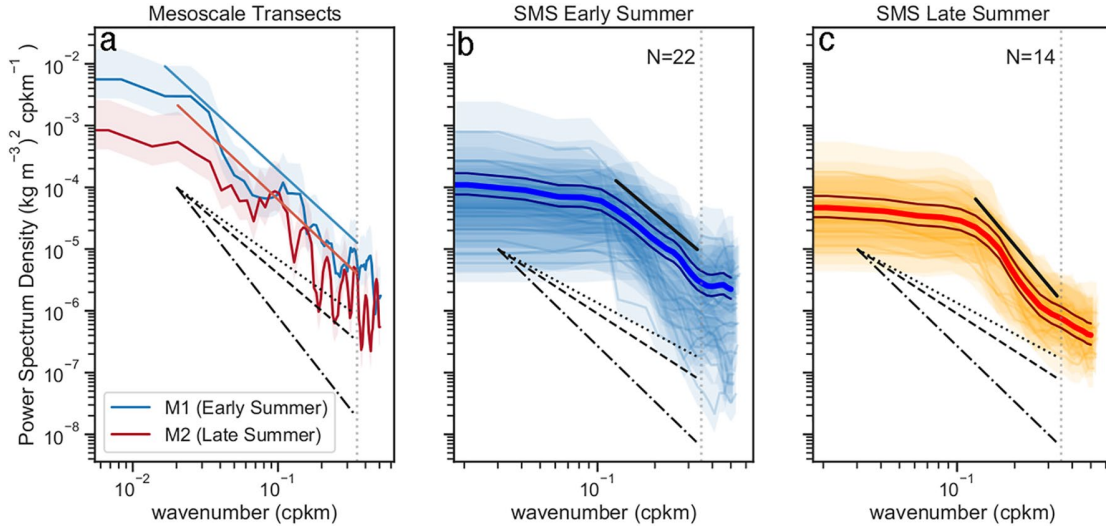 Mesoscale Transects
SMS Early Summer
SMS Late Summer
a
b
c
N=22
N=14
Power Spectrum Density (kg m⁻³)² cpkm⁻¹
10⁻²
10⁻³
10⁻⁴
10⁻⁵
10⁻⁶
10⁻⁷
10⁻⁸
M1 (Early Summer)
M2 (Late Summer)
10⁻²
10⁻¹
10⁻¹
10⁻¹
wavenumber (cpkm)
wavenumber (cpkm)
wavenumber (cpkm)